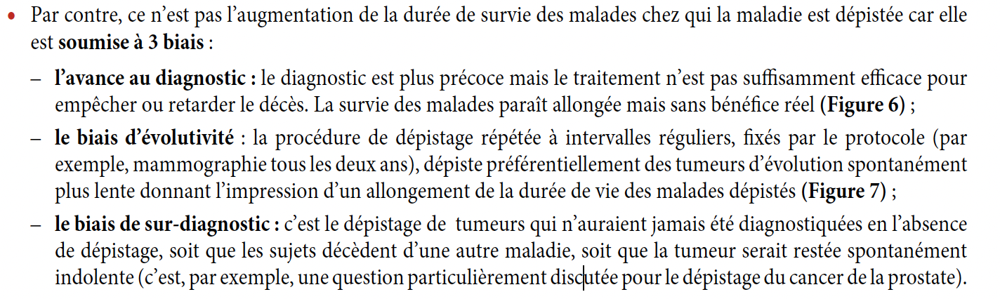 • Par contre, ce n’est pas l’augmentation de la durée de survie des malades chez qui la maladie est dépistée car elle
est soumise à 3 biais :
– l’avance au diagnostic : le diagnostic est plus précoce mais le traitement n’est pas suffisamment efficace pour
empêcher ou retarder le décès. La survie des malades paraît allongée mais sans bénéfice réel (Figure 6) ;
– le biais d’évolutivité : la procédure de dépistage répétée à intervalles réguliers, fixés par le protocole (par
exemple, mammographie tous les deux ans), dépiste préférentiellement des tumeurs d’évolution spontanément
plus lente donnant l’impression d’un allongement de la durée de vie des malades dépistés (Figure 7) ;
– le biais de sur-diagnostic : c’est le dépistage de tumeurs qui n’auraient jamais été diagnostiquées en l’absence
de dépistage, soit que les sujets décèdent d’une autre maladie, soit que la tumeur serait restée spontanément
indolente (c’est, par exemple, une question particulièrement discutée pour le dépistage du cancer de la prostate).